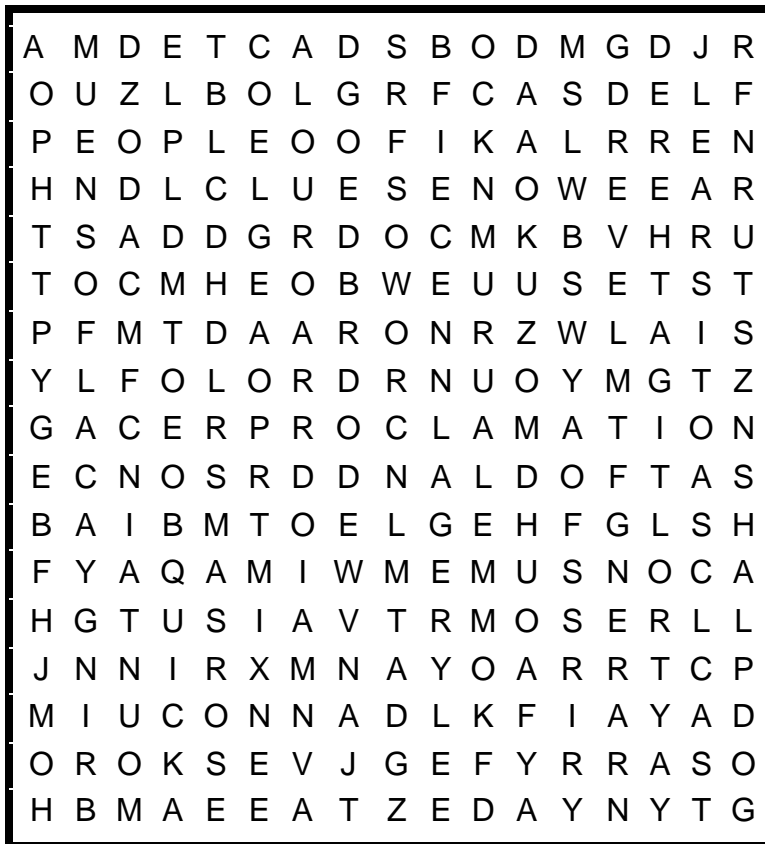 A M D E T C A D S B O D M G D J R
O U Z L B O L G R F C A S D E L F
P E O P L E O O F I K A L R R E N
H N D L C L U E S E N O W E E A R
T S A D D G R D O C M K B V H R U
T O C M H E O B W E U U S E T S T
P F M T D A A R O N R Z W L A I S
Y L F O L O R D R N U O Y M G T Z
G A C E R P R O C L A M A T I O N
E C N O S R D D N A L D O F T A S
B A I B M T O E L G E H F G L S H
F Y A Q A M I W M E M U S N O C A
H G T U S I A V T R M O S E R L L
J N N I R X M N A Y O A R R T C P
M I U C O N N A D L K F I A Y A D
O R O K S E V J G E F Y R R A S O
H B M A E E A T Z E D A Y N Y T G